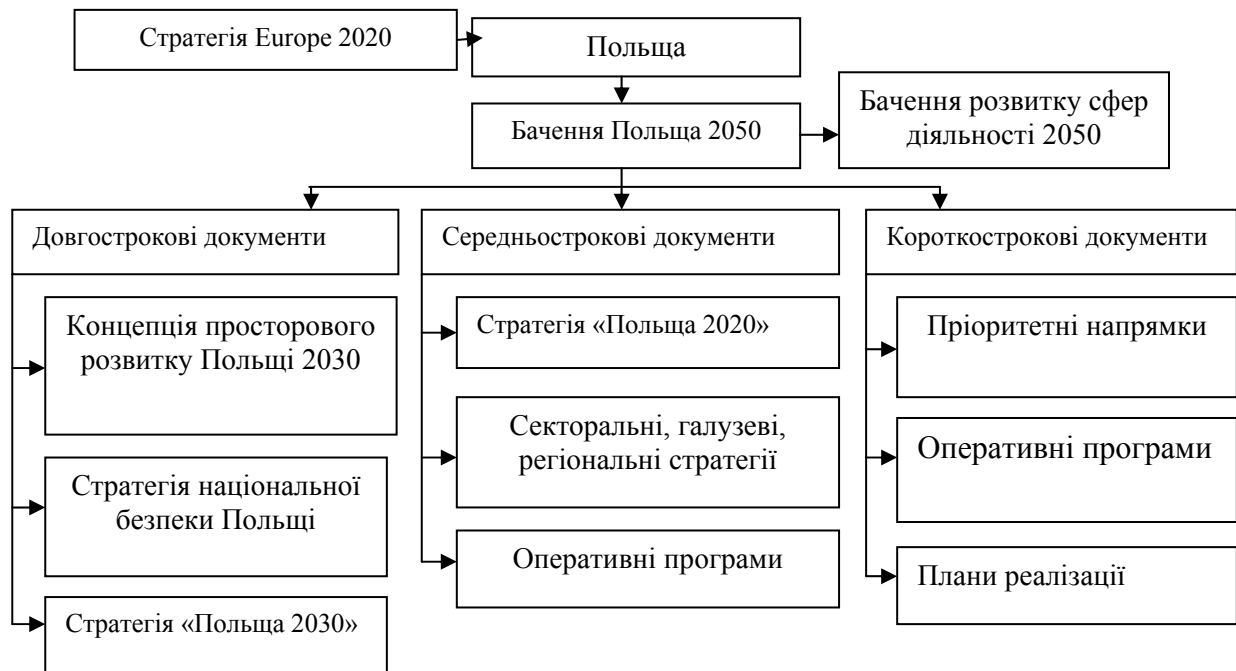 Стратегія Europe 2020
Польща
Бачення Польща 2050
Бачення розвитку сфер
діяльності 2050
Довгострокові документи
Концепція просторового
розвитку Польщі 2030
Стратегія національної
безпеки Польщі
Стратегія «Польща 2030»
Середньострокові документи
Стратегія «Польща 2020»
Секторальні, галузеві,
регіональні стратегії
Оперативні програми
Короткострокові документи
Пріоритетні напрямки
Оперативні програми
Плани реалізації